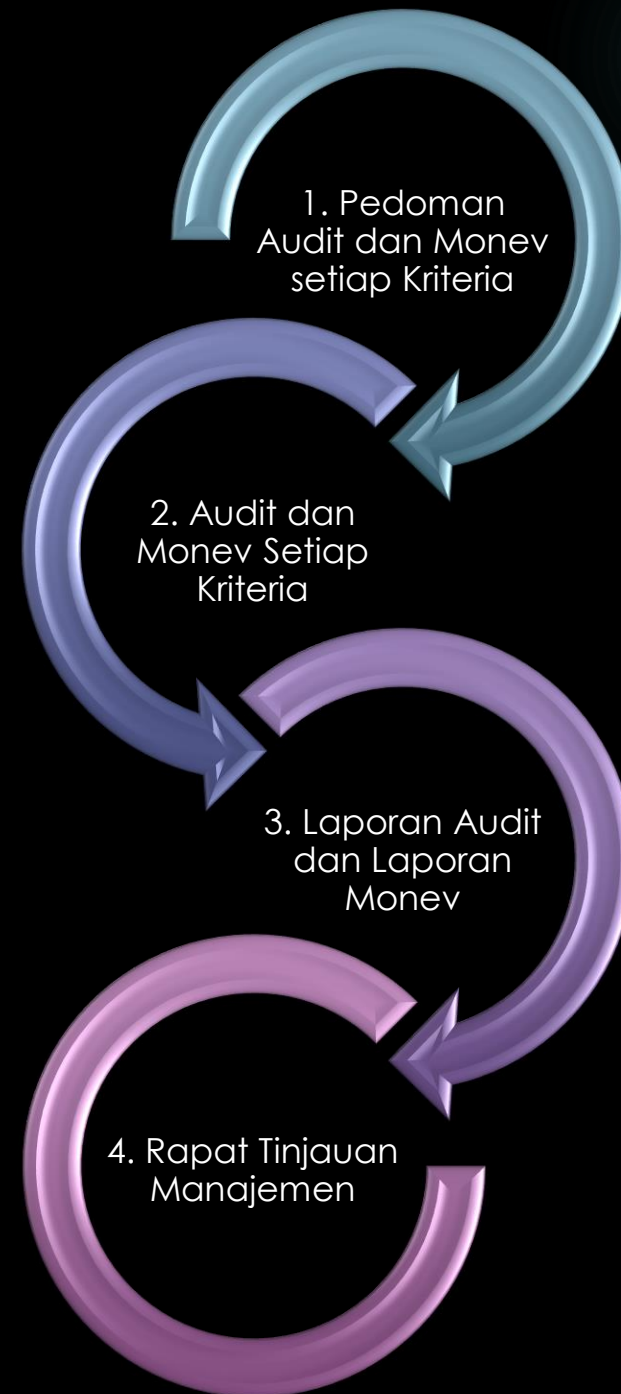 1. Pedoman
Audit dan Monev
setiap Kriteria
2. Audit dan
Monev Setiap
Kriteria
3. Laporan Audit
dan Laporan
Monev
4. Rapat Tinjauan
Manajemen